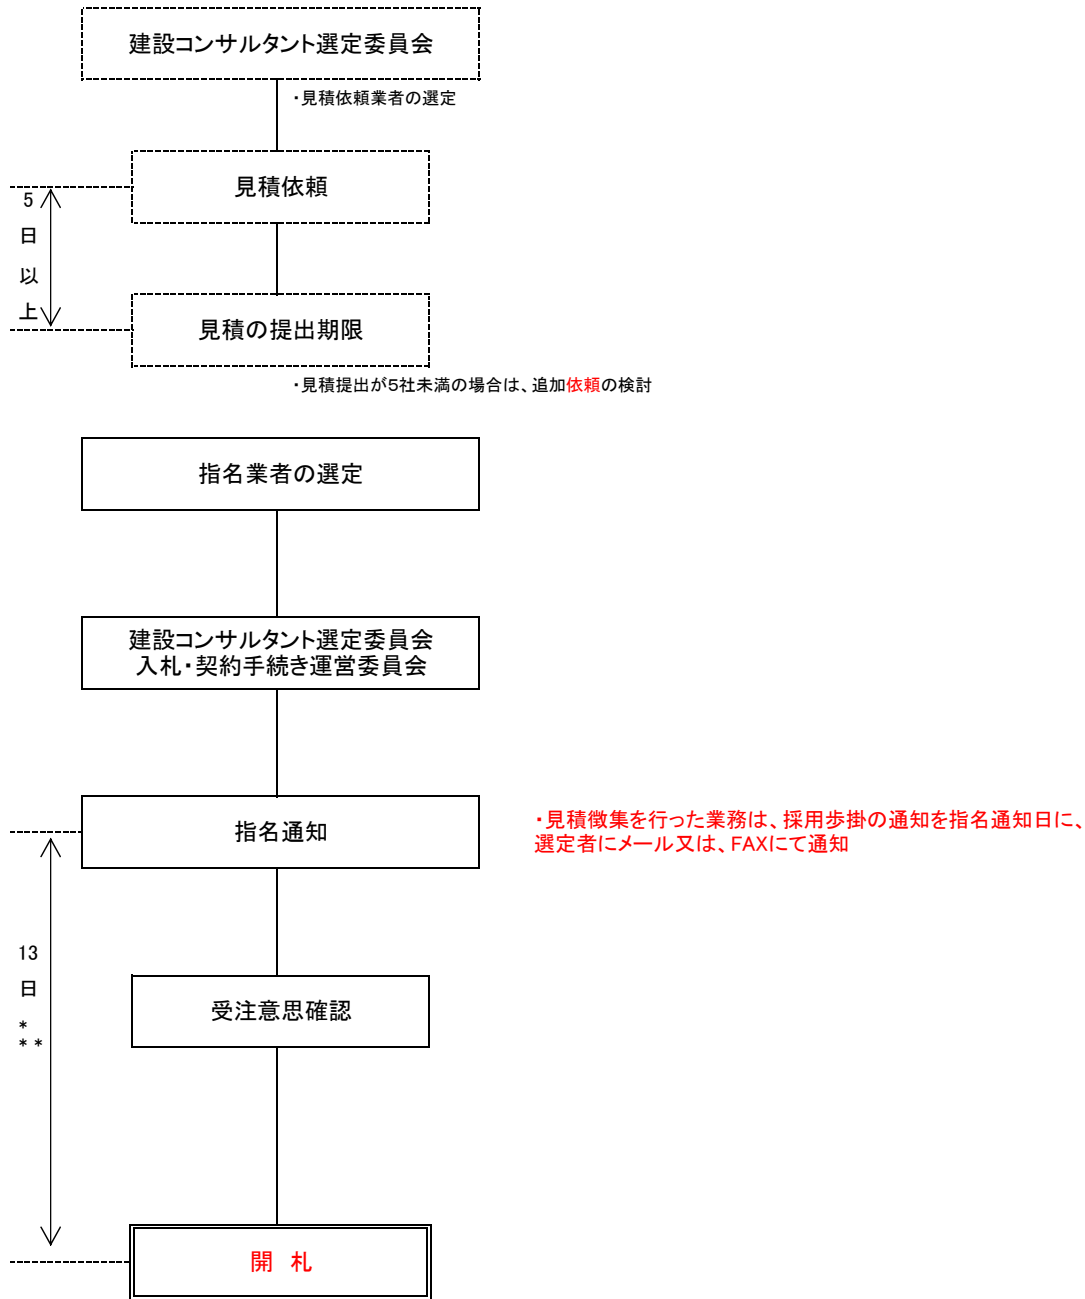 建設コンサルタント選定委員会
・見積依頼業者の選定
見積依頼
5
日
以
上
見積の提出期限
・見積提出が5社未満の場合は、追加依頼の検討
指名業者の選定
建設コンサルタント選定委員会
入札・契約手続き運営委員会
指名通知
・見積徴集を行った業務は、採用歩掛の通知を指名通知日に、
選定者にメール又は、FAXにて通知
13
日
*
**
受注意思確認
開 札